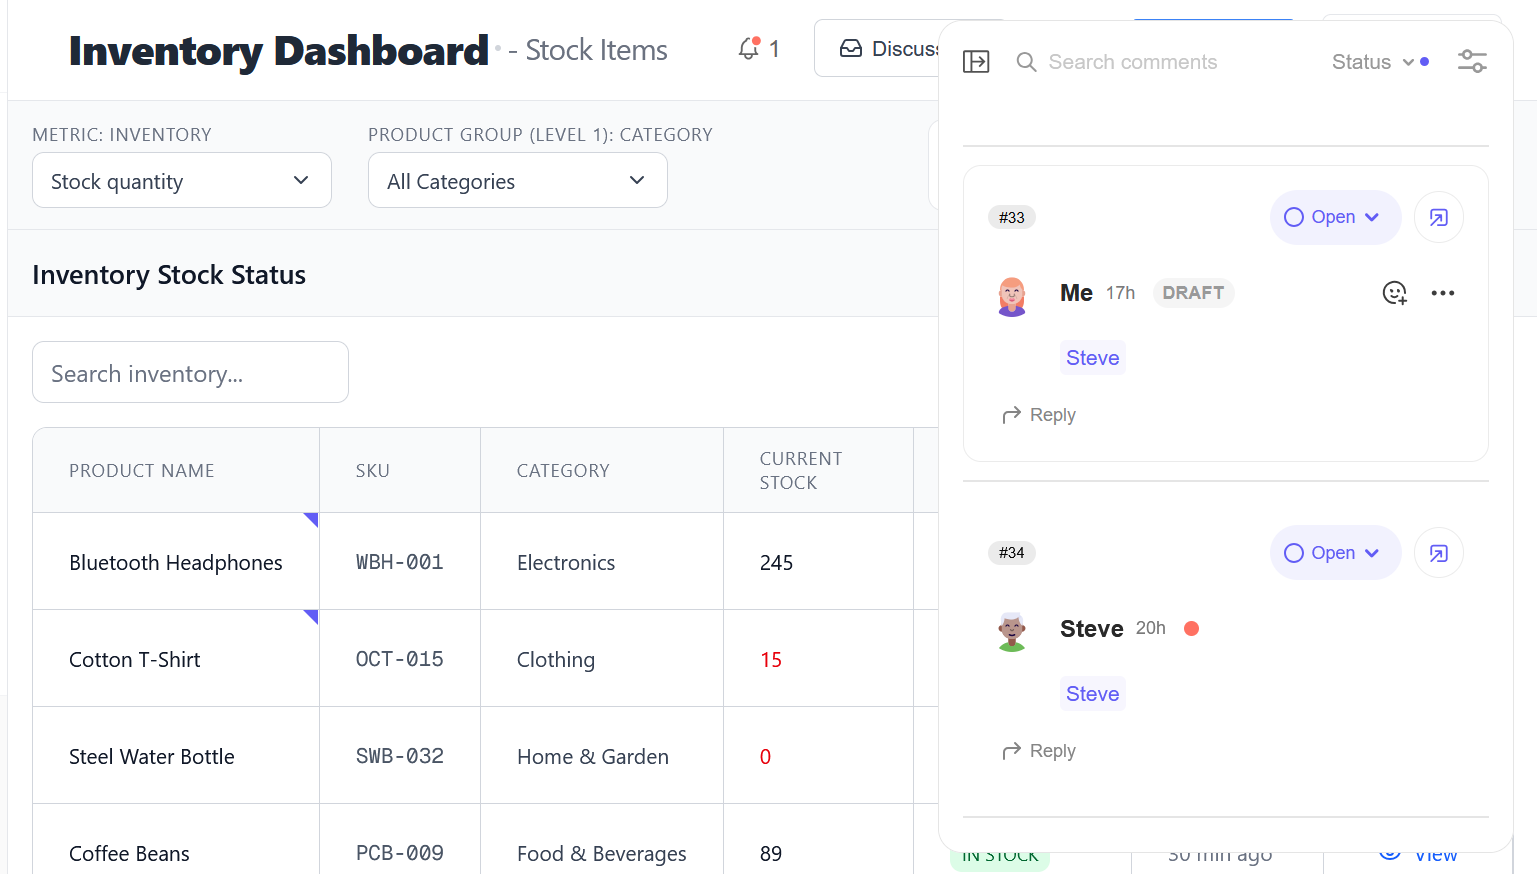 Inventory Dashboard - Stock Items
1
Discuss
Search comments
Status
METRIC: INVENTORY
PRODUCT GROUP (LEVEL 1): CATEGORY
Stock quantity
All Categories
#33
Open
Inventory Stock Status
Me 17h DRAFT
Steve
Search inventory...
Reply
PRODUCT NAME
SKU
CATEGORY
CURRENT
STOCK
#34
Open
Bluetooth Headphones
WBH-001
Electronics
245
Steve 20h
Cotton T-Shirt
OCT-015
Clothing
15
Steve
Steel Water Bottle
SWB-032
Home & Garden
0
Reply
Coffee Beans
PCB-009
Food & Beverages
89
IN STOCK
30 min ago
View